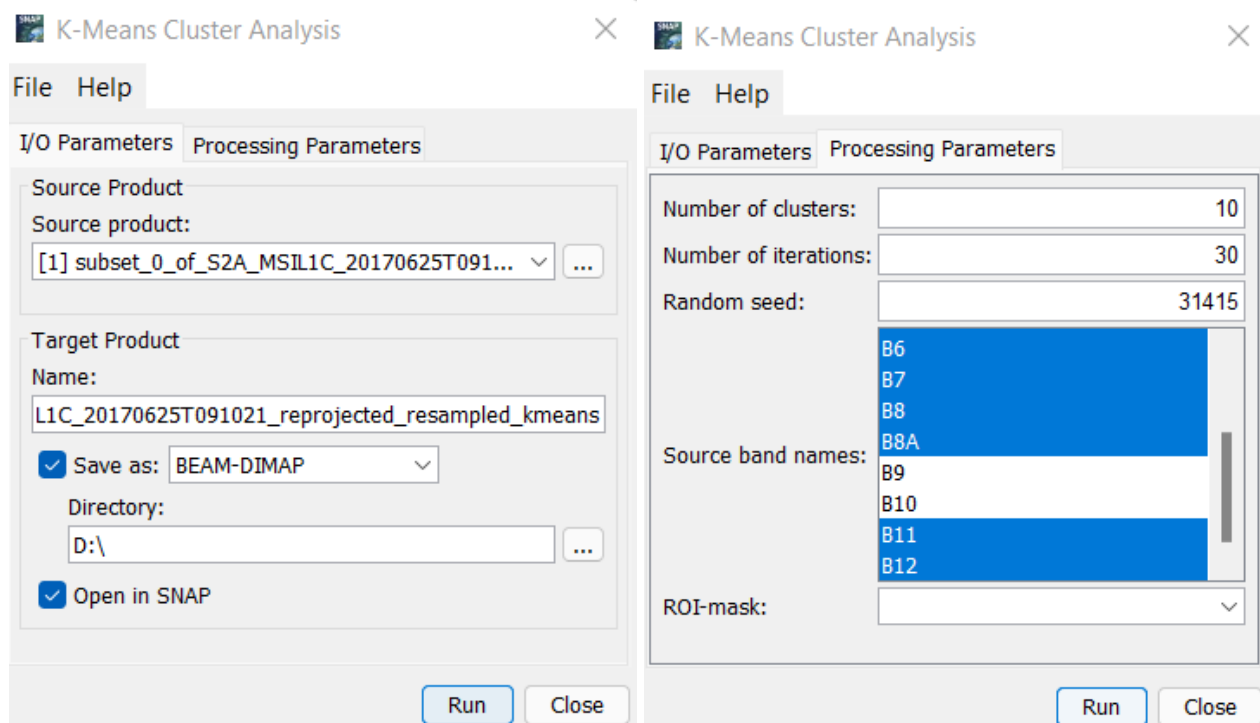 K-Means Cluster Analysis
File Help
I/O Parameters Processing Parameters
Source Product
Source product:
[1] subset_0_of_S2A_MSIL1C_20170625T091... ...
Target Product
Name:
L1C_20170625T091021_reprojected_resampled_kmeans
Save as: BEAM-DIMAP
Directory:
D:\ ...
Open in SNAP
Run Close
K-Means Cluster Analysis
File Help
I/O Parameters Processing Parameters
Number of clusters: 10
Number of iterations: 30
Random seed: 31415
B6
B7
B8
B8A
Source band names:
B9
B10
B11
B12
ROI-mask:
Run Close